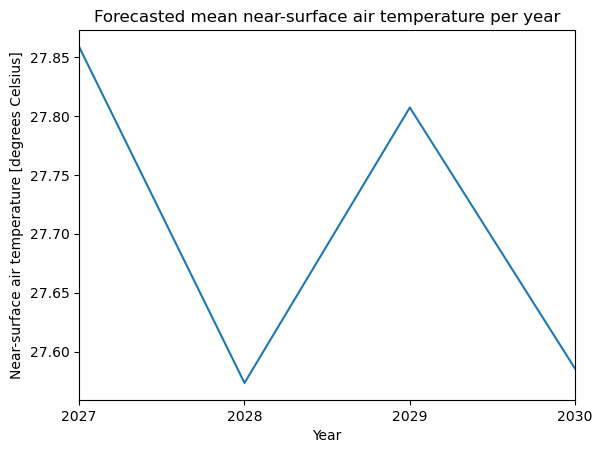 Forecasted mean near-surface air temperature per year
Near-surface air temperature [degrees Celsius]
27.85
27.80
27.75
27.70
27.65
27.60
2027 2028 2029 2030
Year